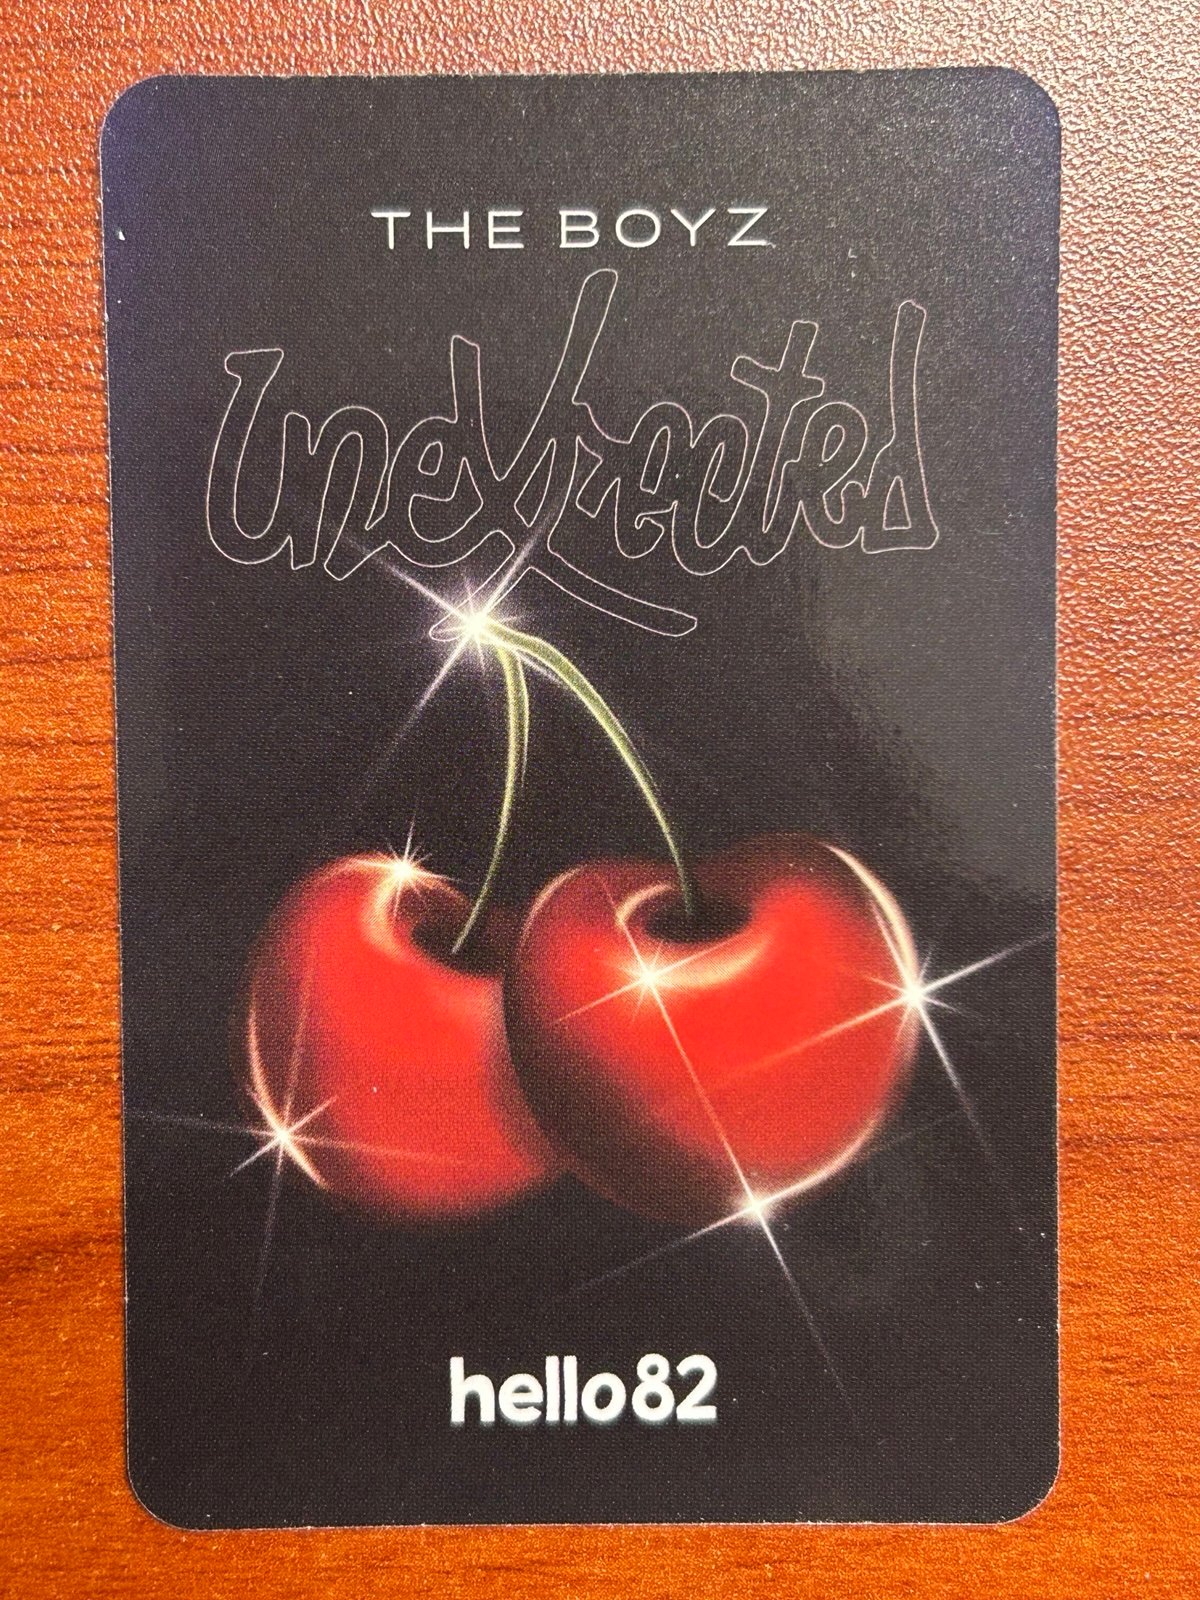 THE BOYZ
Unexpected
hello82